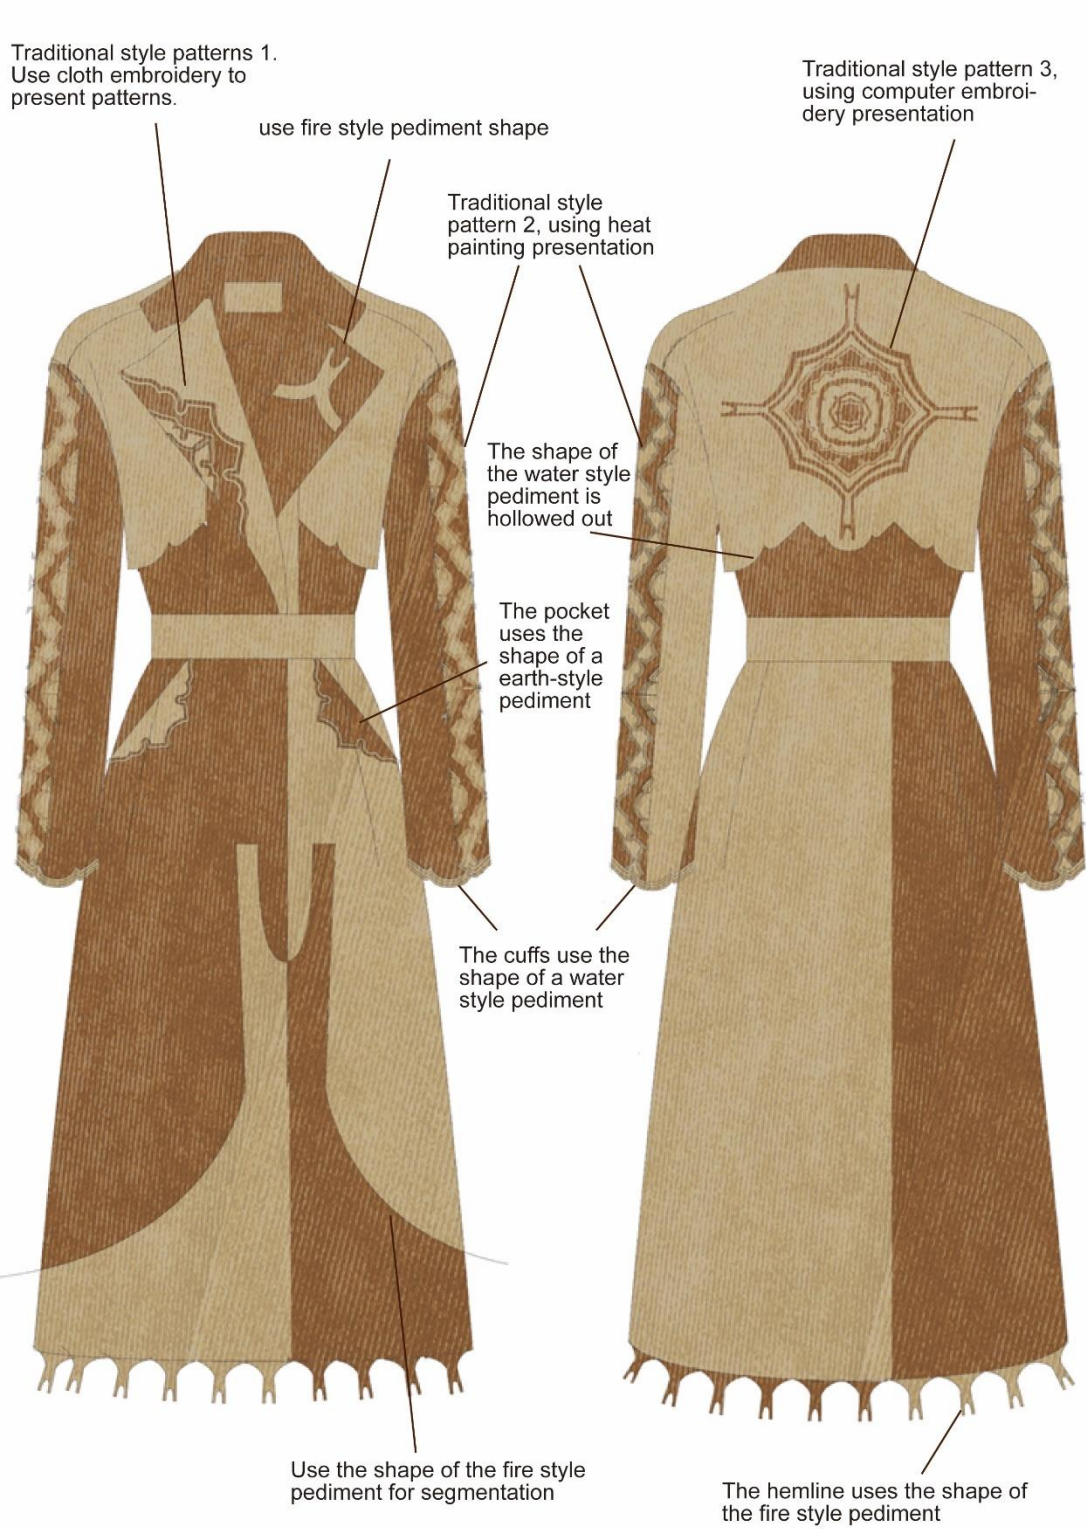 Traditional style patterns 1.
Use cloth embroidery to
present patterns.
use fire style pediment shape
Traditional style pattern 3,
using computer embroi-
dery presentation
Traditional style
pattern 2, using heat
painting presentation
The shape of
the water style
pediment is
hollowed out
The pocket
uses the
shape of a
earth-style
pediment
The cuffs use the
shape of a water
style pediment
Use the shape of the fire style
pediment for segmentation
The hemline uses the shape of
the fire style pediment